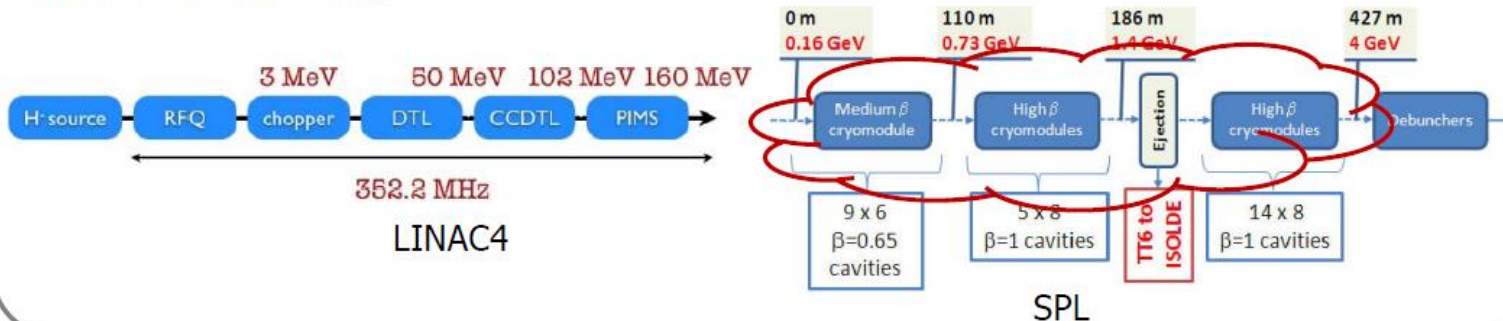 0 m
0.16 GeV
110 m
0.73 GeV
186 m
1.4 GeV
427 m
4 GeV
3 MeV
50 MeV
102 MeV
160 MeV
H⁻ source
RFQ
chopper
DTL
CCDTL
PIMS
352.2 MHz
LINAC4
Medium β
cryomodule
High β
cryomodules
Ejection
High β
cryomodules
Debunchers
9 x 6
β=0.65
cavities
5 x 8
β=1 cavities
TT6 to
ISOLDE
14 x 8
β=1 cavities
SPL